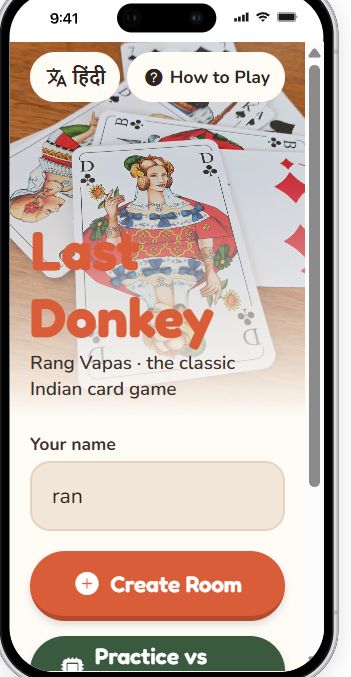 9:41
हिंदी
How to Play
D
D
B
B
Last
Donkey
Rang Vapas · the classic
Indian card game
Your name
ran
Create Room
Practice vs